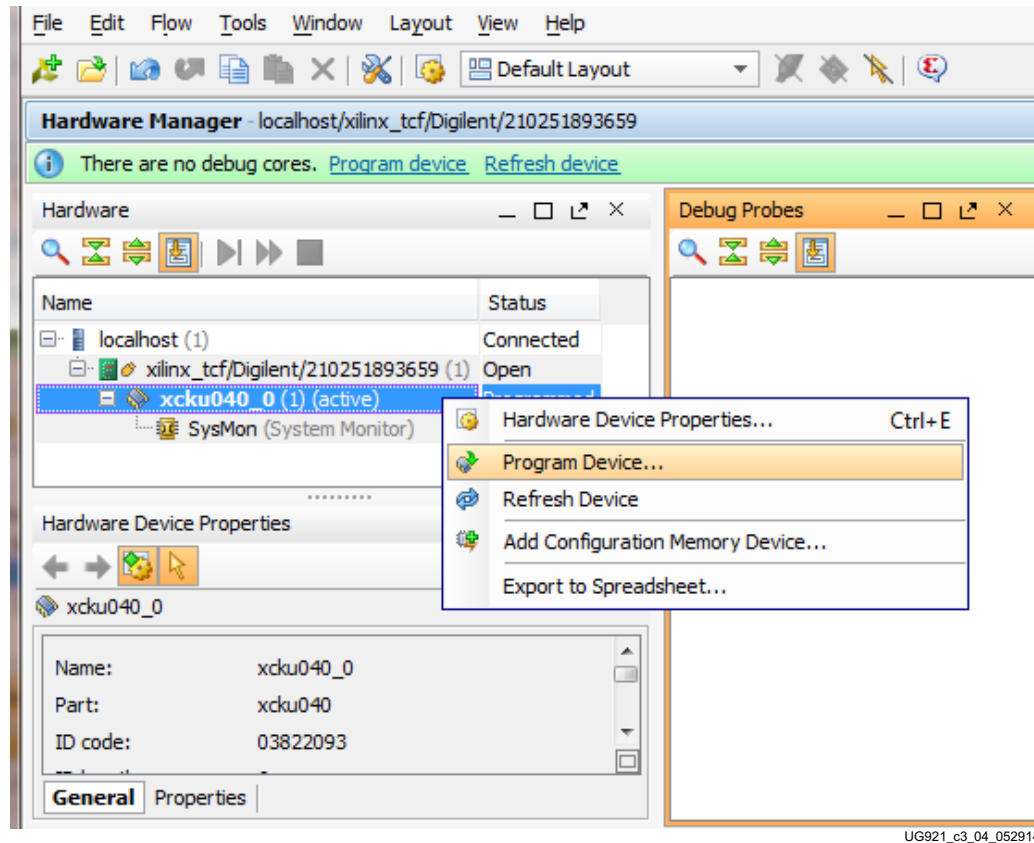 File Edit Flow Tools Window Layout View Help
Default Layout
Hardware Manager - localhost/xilinx_tcf/Digilent/210251893659
There are no debug cores. Program device Refresh device
Hardware
Debug Probes
Name Status
localhost (1) Connected
xilinx_tcf/Digilent/210251893659 (1) Open
xcku040_0 (1) (active) Programmed
SysMon (System Monitor)
Hardware Device Properties... Ctrl+E
Program Device...
Refresh Device
Add Configuration Memory Device...
Export to Spreadsheet...
Hardware Device Properties
xcku040_0
Name: xcku040_0
Part: xcku040
ID code: 03822093
General Properties
UG921_c3_04_052914